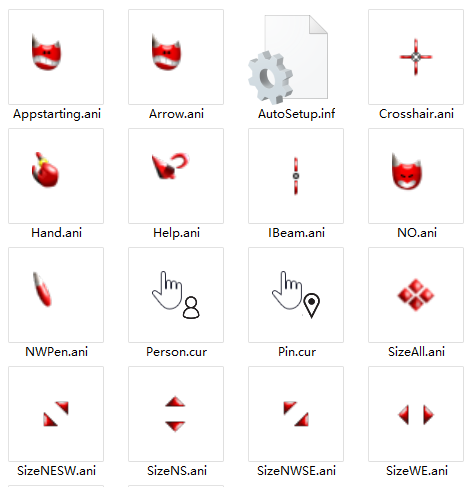 Appstarting.ani
Arrow.ani
AutoSetup.inf
Crosshair.ani
Hand.ani
Help.ani
IBeam.ani
NO.ani
NWPen.ani
Person.cur
Pin.cur
SizeAll.ani
SizeNESW.ani
SizeNS.ani
SizeNWSE.ani
SizeWE.ani